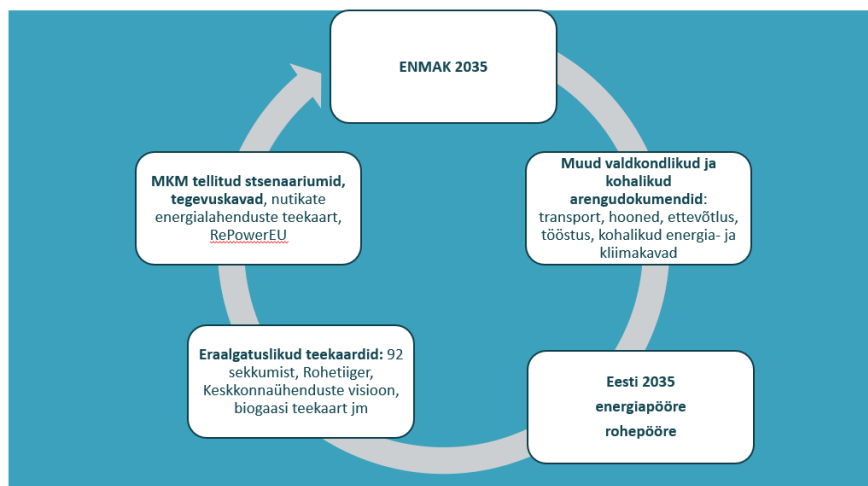 ENMAK 2035
Muud valdkondlikud ja
kohalikud
arengudokumendid:
transport, hooned, ettevõtlus,
tööstus, kohalikud energia- ja
kliimakavad
Eesti 2035
energiapööre
rohepööre
Eraalgatuslikud teekaardid: 92
sekkumist, Rohetiiger,
Keskkonnaühenduste visioon,
biogaasi teekaart jm
MKM tellitud stsenaariumid,
tegevuskavad, nutikate
energialahenduste teekaart,
RePowerEU